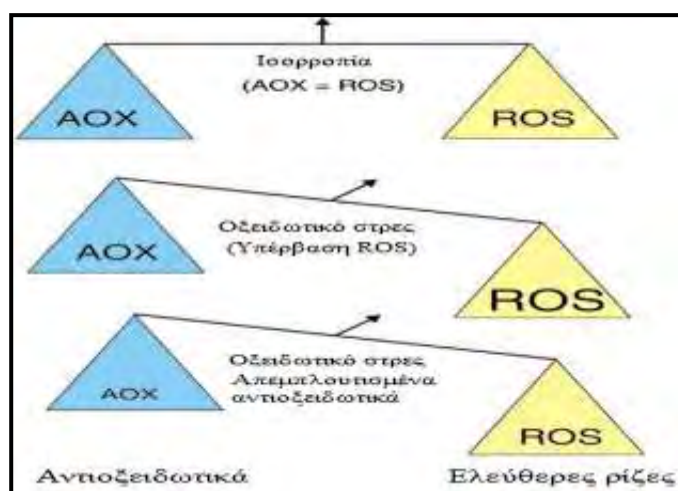 Ισορροπία
(AOX = ROS)
AOX
ROS
Οξειδωτικό στρες
(Υπέρβαση ROS)
AOX
ROS
Οξειδωτικό στρες
Απεμπλουτισμένα
αντιοξειδωτικά
AOX
ROS
Αντιοξειδωτικά
Ελεύθερες ρίζες